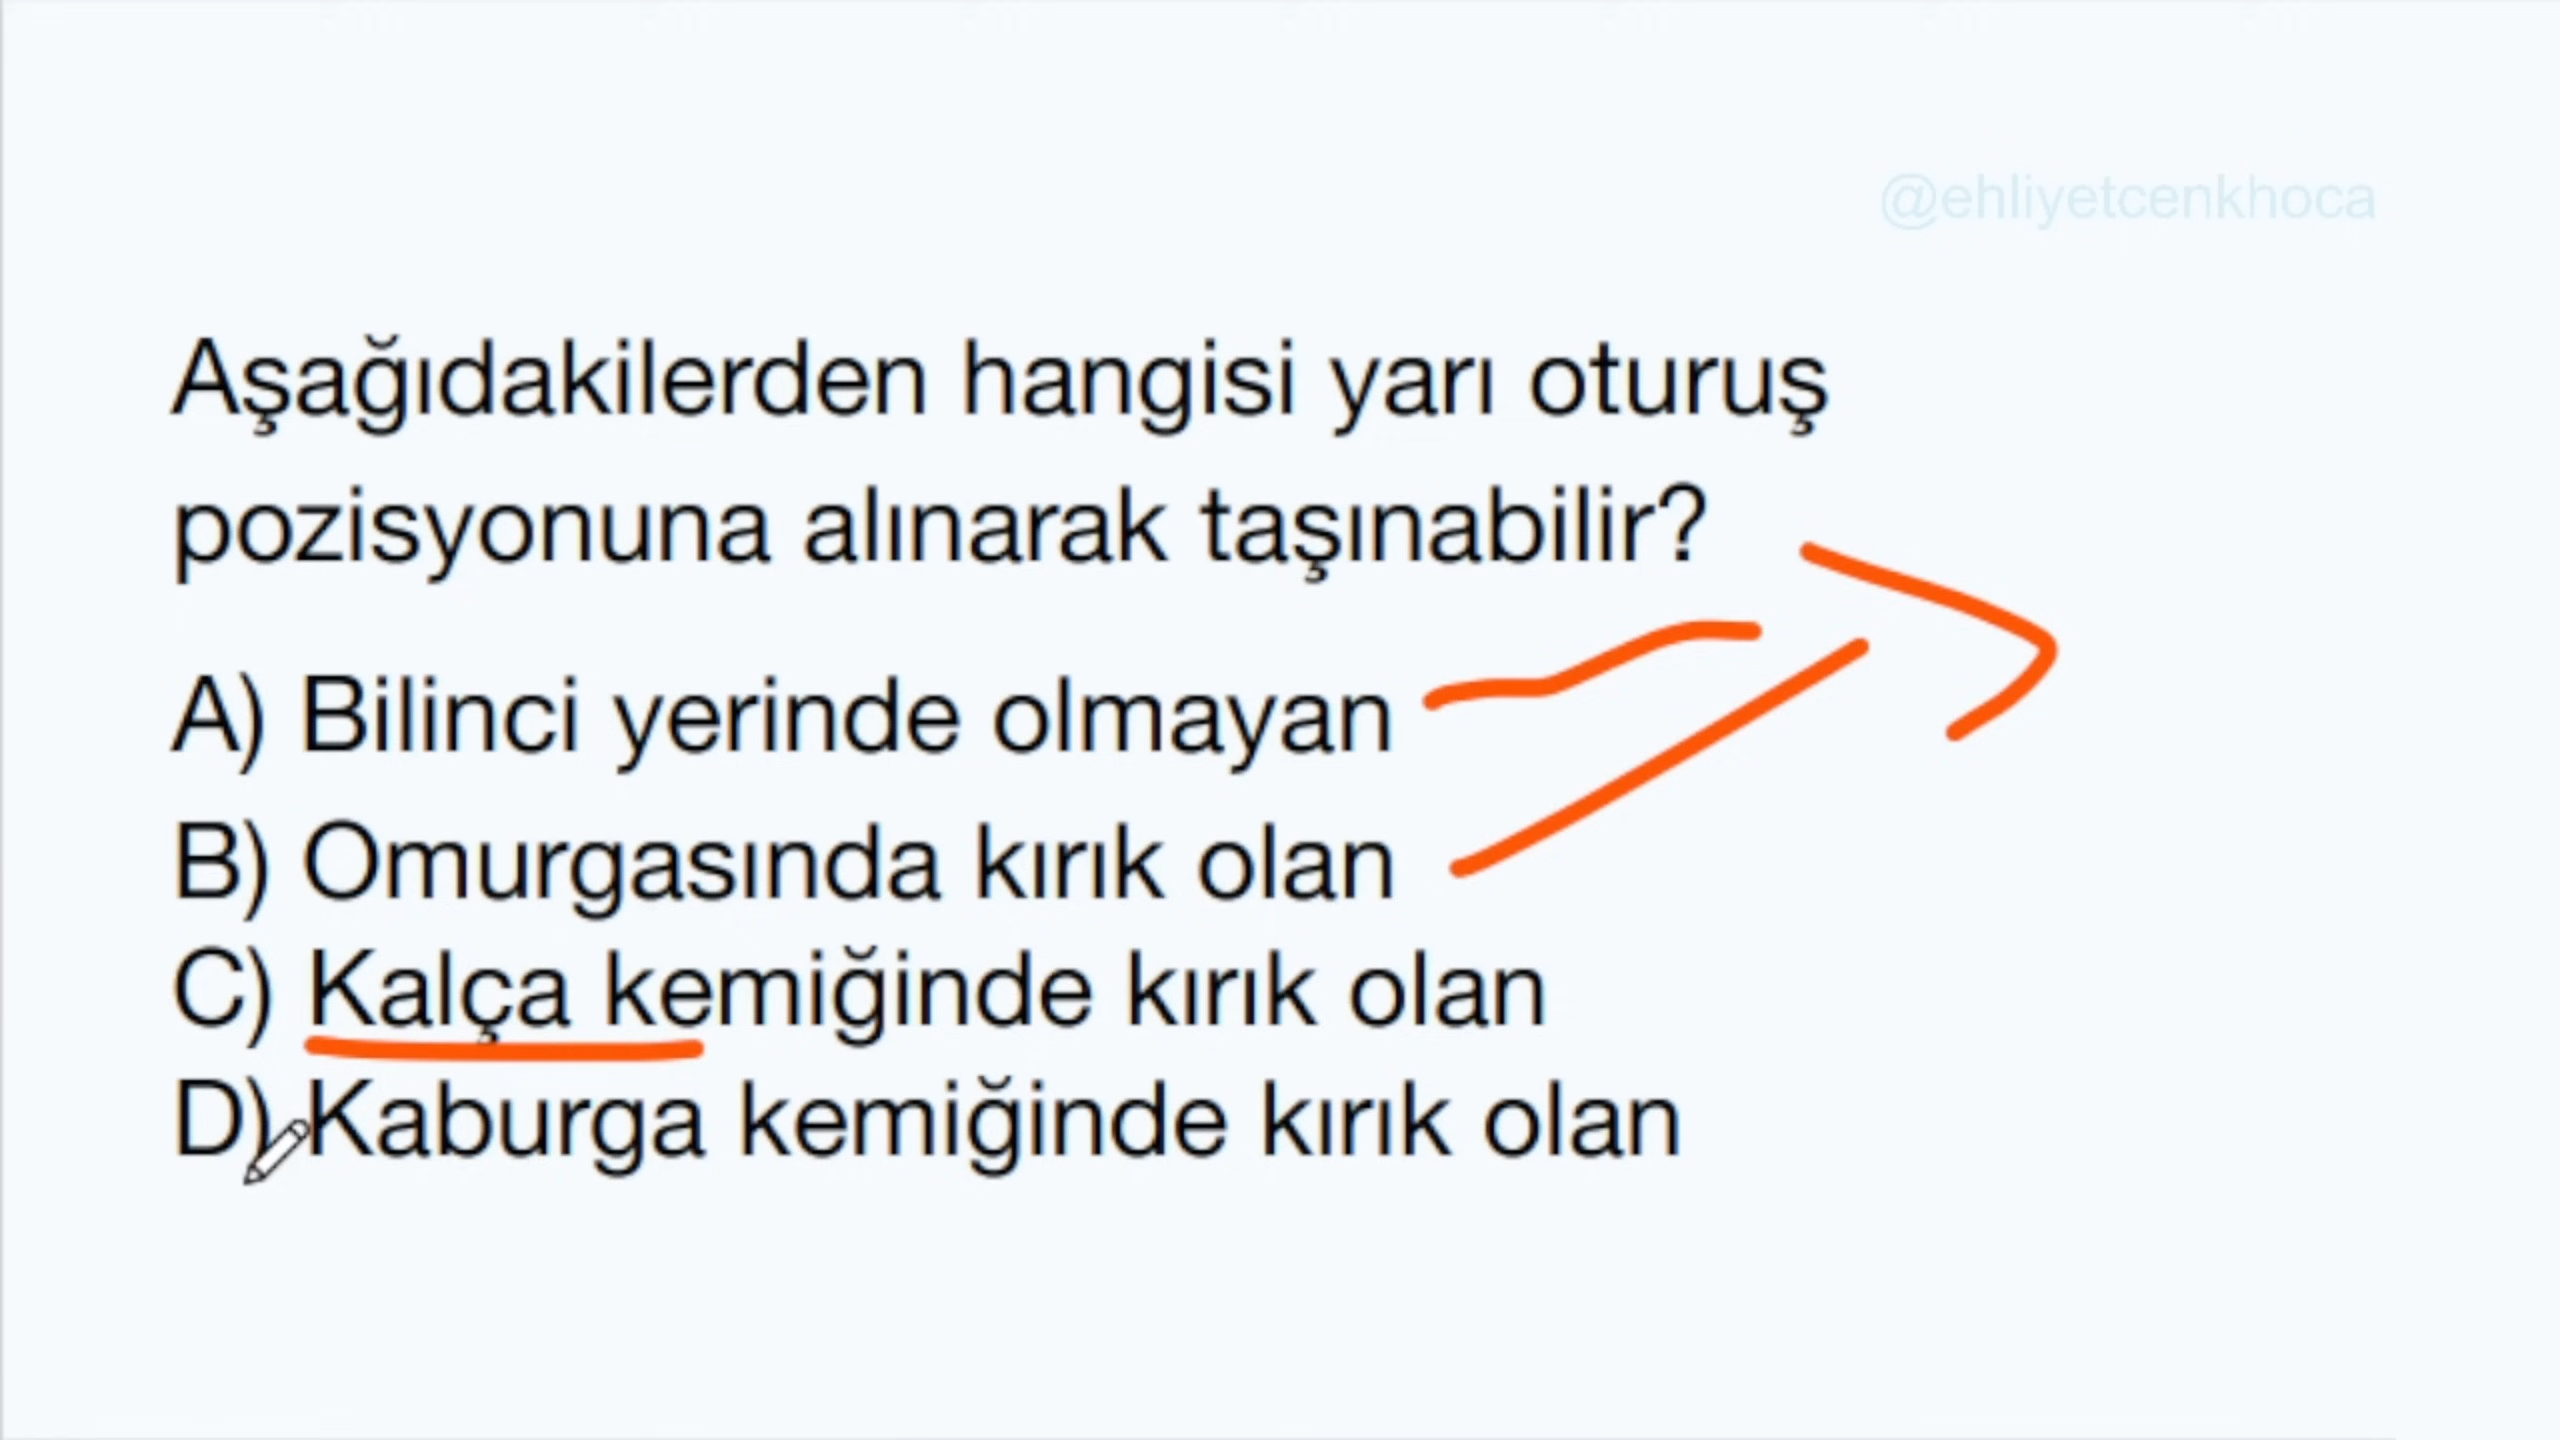 @ehliyetcenkhoca
Aşağıdakilerden hangisi yarı oturuş
pozisyonuna alınarak taşınabilir?
A) Bilinci yerinde olmayan
B) Omurgasında kırık olan
C) Kalça kemiğinde kırık olan
D) Kaburga kemiğinde kırık olan